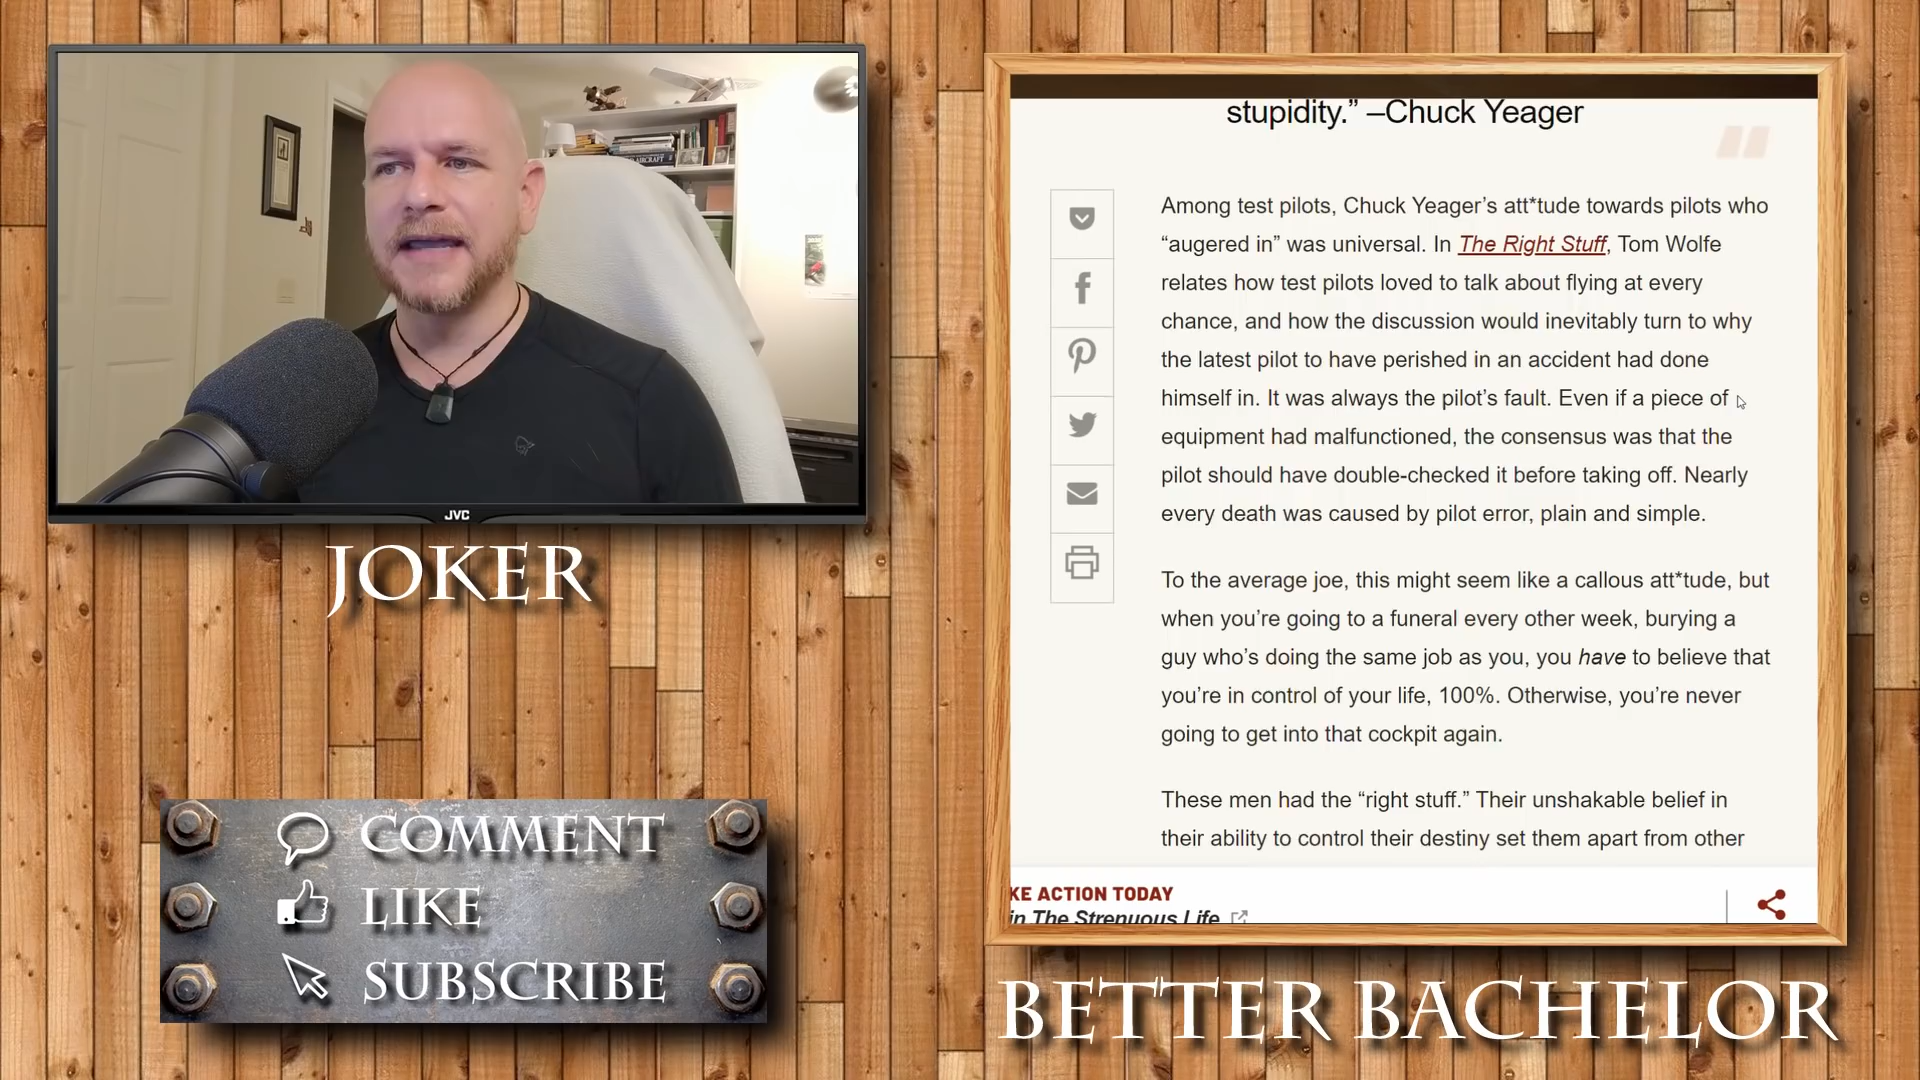 JVC
JOKER
COMMENT
LIKE
SUBSCRIBE
AIRCRAFT
stupidity.” –Chuck Yeager
Among test pilots, Chuck Yeager’s att*tude towards pilots who
“augered in” was universal. In The Right Stuff, Tom Wolfe
relates how test pilots loved to talk about flying at every
chance, and how the discussion would inevitably turn to why
the latest pilot to have perished in an accident had done
himself in. It was always the pilot’s fault. Even if a piece of
equipment had malfunctioned, the consensus was that the
pilot should have double-checked it before taking off. Nearly
every death was caused by pilot error, plain and simple.
To the average joe, this might seem like a callous att*tude, but
when you’re going to a funeral every other week, burying a
guy who’s doing the same job as you, you have to believe that
you’re in control of your life, 100%. Otherwise, you’re never
going to get into that cockpit again.
These men had the “right stuff.” Their unshakable belief in
their ability to control their destiny set them apart from other
KE ACTION TODAY
in The Strenuous Life
BETTER BACHELOR